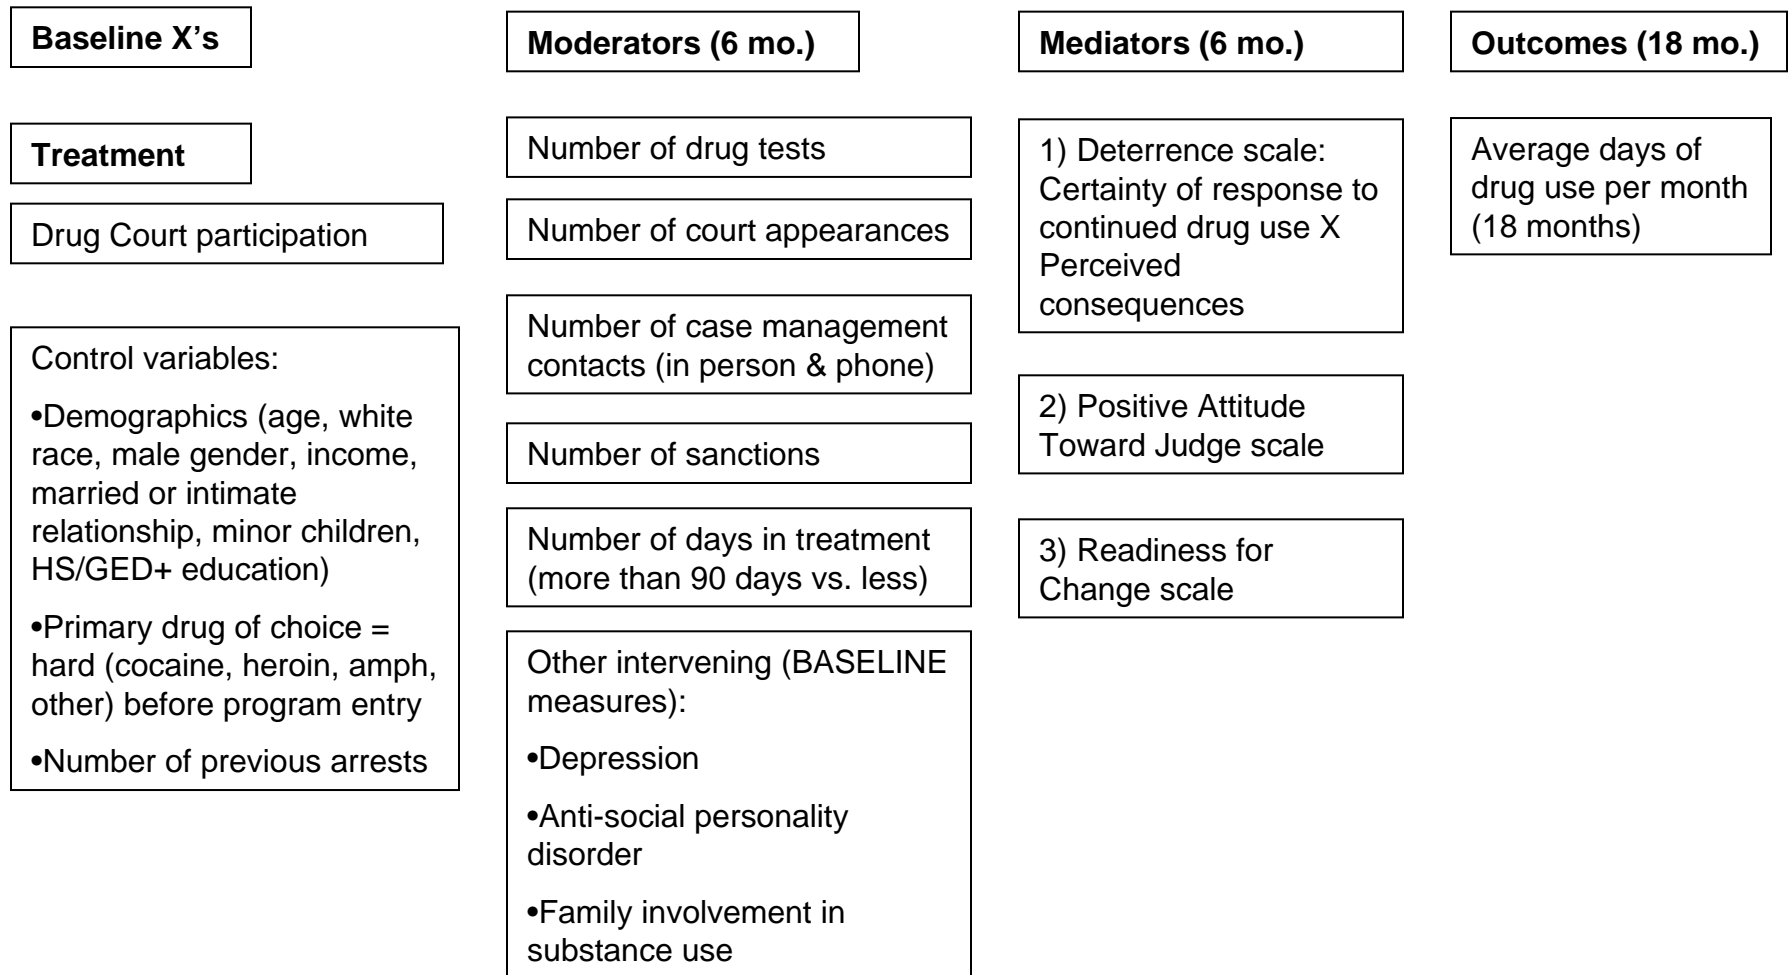 Baseline X’s
Treatment
Drug Court participation
Control variables:
•Demographics (age, white
race, male gender, income,
married or intimate
relationship, minor children,
HS/GED+ education)
•Primary drug of choice =
hard (cocaine, heroin, amph,
other) before program entry
•Number of previous arrests
Moderators (6 mo.)
Number of drug tests
Number of court appearances
Number of case management
contacts (in person & phone)
Number of sanctions
Number of days in treatment
(more than 90 days vs. less)
Other intervening (BASELINE
measures):
•Depression
•Anti-social personality
disorder
•Family involvement in
substance use
Mediators (6 mo.)
1) Deterrence scale:
Certainty of response to
continued drug use X
Perceived
consequences
2) Positive Attitude
Toward Judge scale
3) Readiness for
Change scale
Outcomes (18 mo.)
Average days of
drug use per month
(18 months)